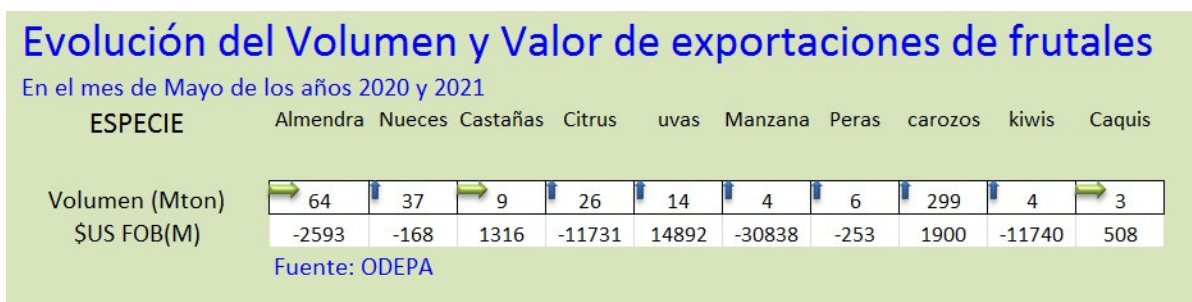 Evolución del Volumen y Valor de exportaciones de frutales
En el mes de Mayo de los años 2020 y 2021
ESPECIE Almendra Nueces Castañas Citrus uvas Manzana Peras carozos kiwis Caquis
Volumen (Mton) 64 37 9 26 14 4 6 299 4 3
$US FOB(M) -2593 -168 1316 -11731 14892 -30838 -253 1900 -11740 508
Fuente: ODEPA